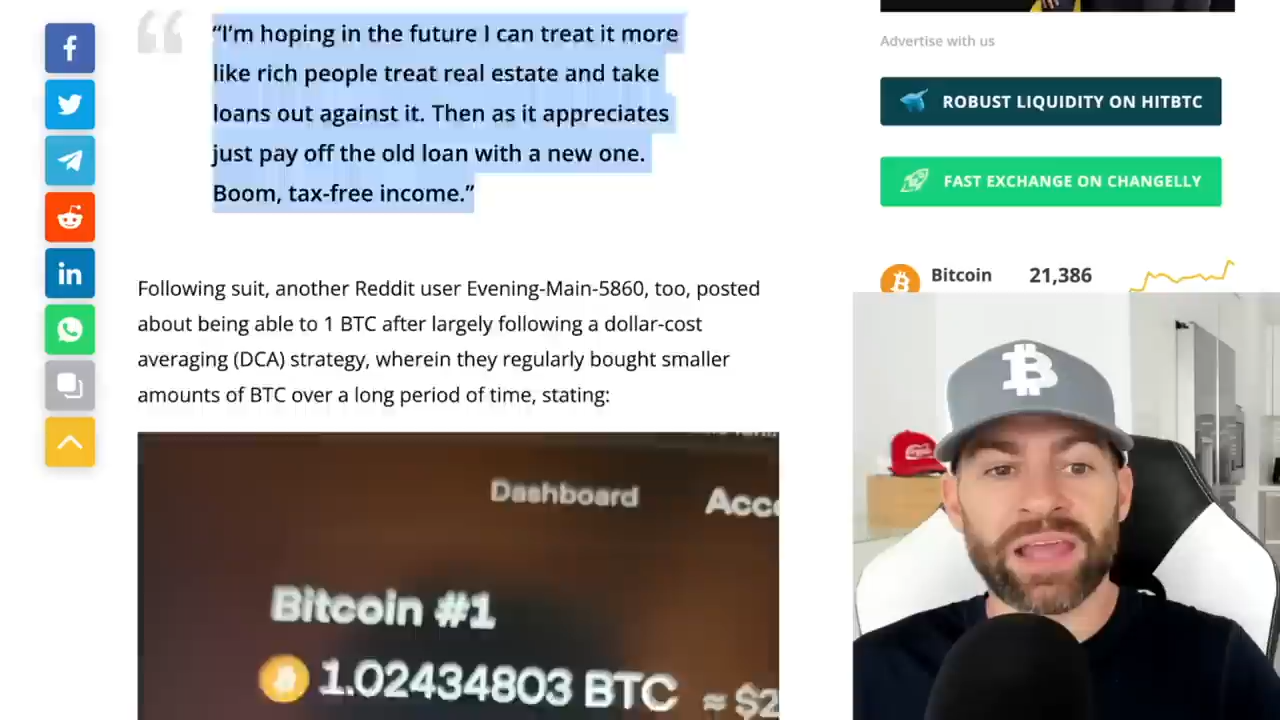 “I’m hoping in the future I can treat it more
like rich people treat real estate and take
loans out against it. Then as it appreciates
just pay off the old loan with a new one.
Boom, tax-free income.”
Following suit, another Reddit user Evening-Main-5860, too, posted
about being able to 1 BTC after largely following a dollar-cost
averaging (DCA) strategy, wherein they regularly bought smaller
amounts of BTC over a long period of time, stating:
Dashboard
Bitcoin #1
1.02434803 BTC ≈ $2
Advertise with us
ROBUST LIQUIDITY ON HITBTC
FAST EXCHANGE ON CHANGELLY
Bitcoin 21,386